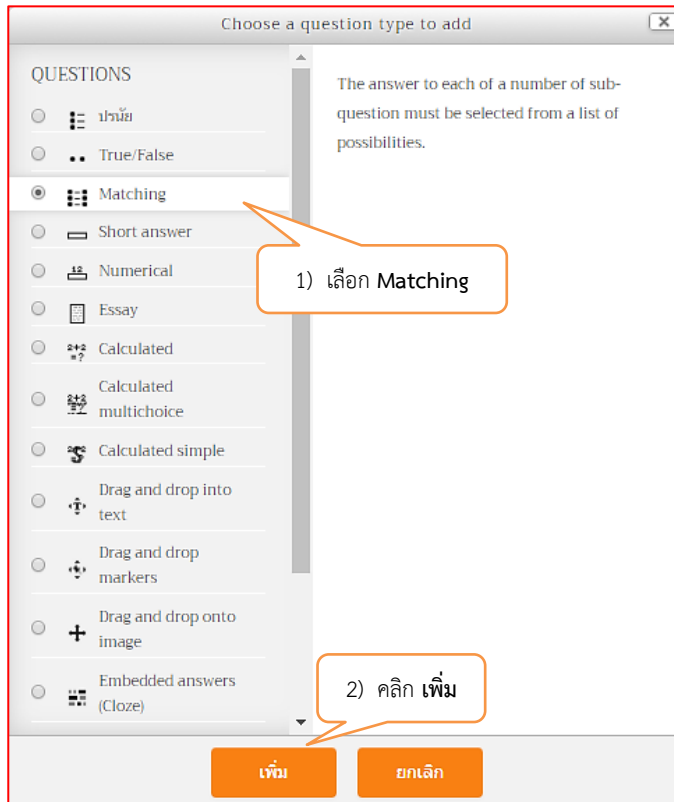 Choose a question type to add
QUESTIONS
ปรนัย
True/False
Matching
Short answer
Numerical
Essay
Calculated
Calculated
multichoice
Calculated simple
Drag and drop into
text
Drag and drop
markers
Drag and drop onto
image
Embedded answers
(Cloze)
The answer to each of a number of sub-
question must be selected from a list of
possibilities.
1) เลือก Matching
2) คลิก เพิ่ม
เพิ่ม
ยกเลิก